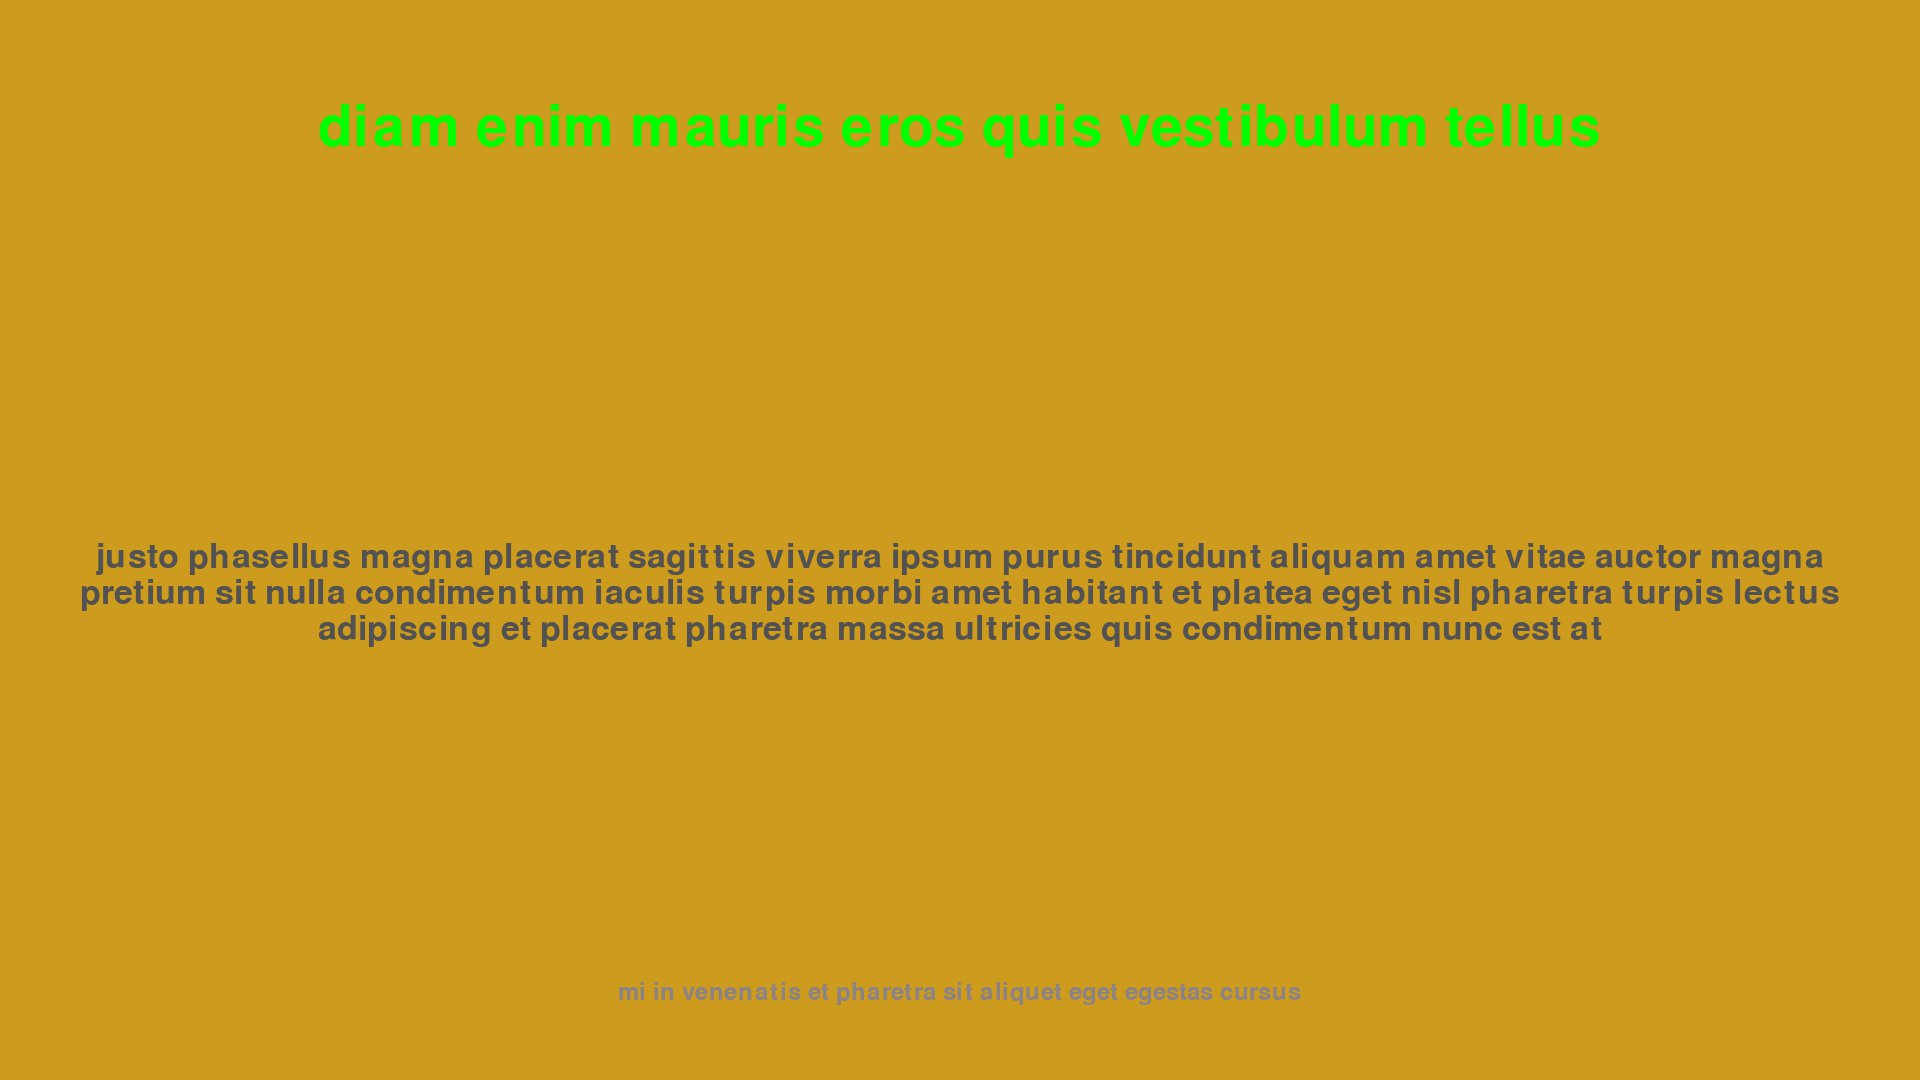 diam enim mauris eros quis vestibulum tellus
justo phasellus magna placerat sagittis viverra ipsum purus tincidunt aliquam amet vitae auctor magna
pretium sit nulla condimentum iaculis turpis morbi amet habitant et platea eget nisl pharetra turpis lectus
adipiscing et placerat pharetra massa ultricies quis condimentum nunc est at
mi in venenatis et pharetra sit aliquet eget egestas cursus